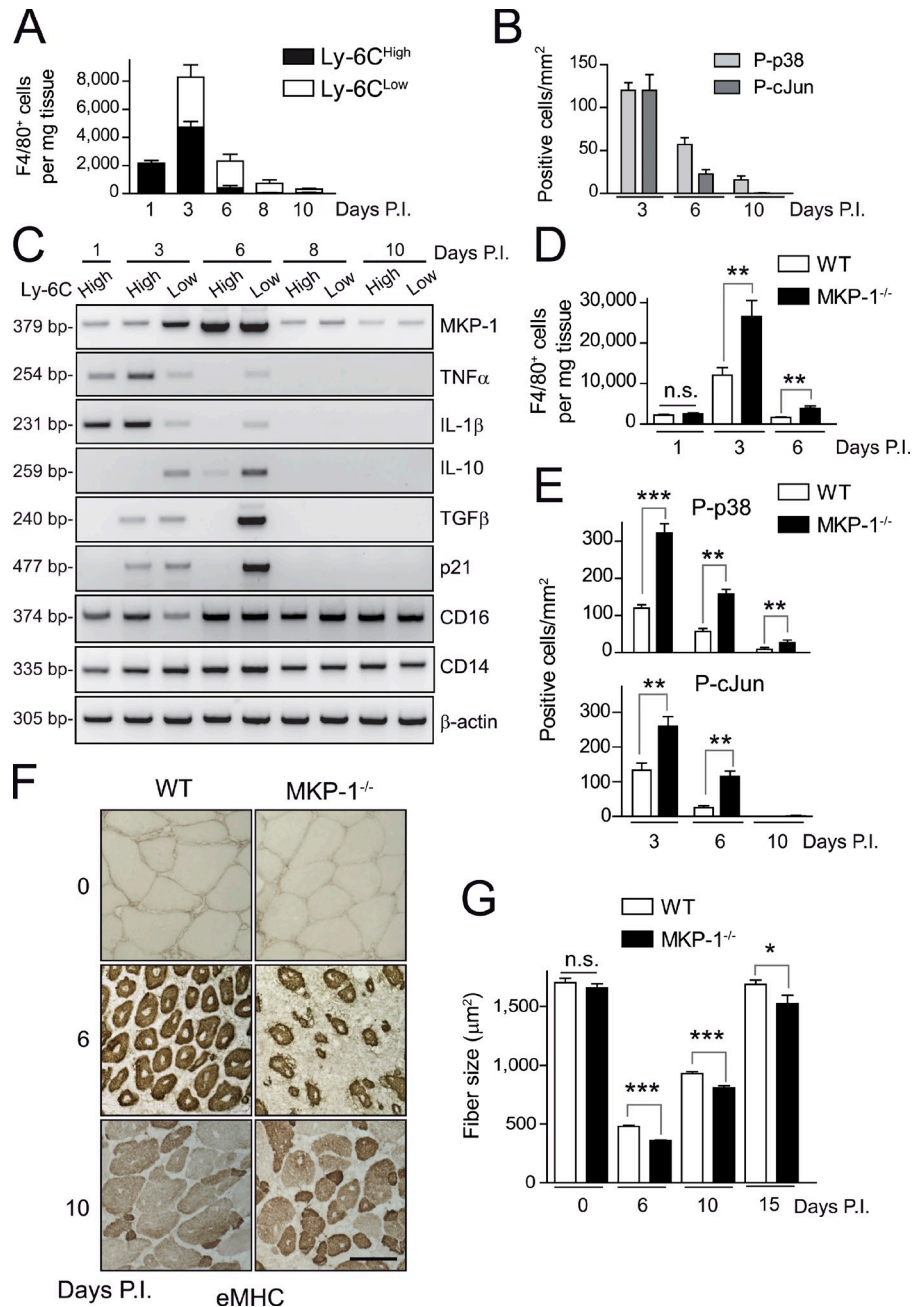 A
Ly-6CHigh
Ly-6CLow
F4/80+ cells
per mg tissue
8,000
6,000
4,000
2,000
0
1 3 6 8 10 Days P.I.
B
P-p38
P-cJun
Positive cells/mm2
150
100
50
0
3 6 10 Days P.I.
C
1 3 6 8 10 Days P.I.
Ly-6C High High Low High Low High Low High Low
379 bp- MKP-1
254 bp- TNFα
231 bp- IL-1β
259 bp- IL-10
240 bp- TGFβ
477 bp- p21
374 bp- CD16
335 bp- CD14
305 bp- β-actin
D
WT
MKP-1-/-
F4/80+ cells
per mg tissue
30,000
20,000
10,000
0
n.s. ** **
1 3 6 Days P.I.
E
WT
MKP-1-/-
P-p38
Positive cells/mm2
300
200
100
0
*** ** **
P-cJun
300
200
100
0
** **
3 6 10 Days P.I.
F
WT MKP-1-/-
0
6
10
Days P.I. eMHC
G
WT
MKP-1-/-
Fiber size (μm2)
1,500
1,000
500
0
n.s. *** *** *
0 6 10 15 Days P.I.